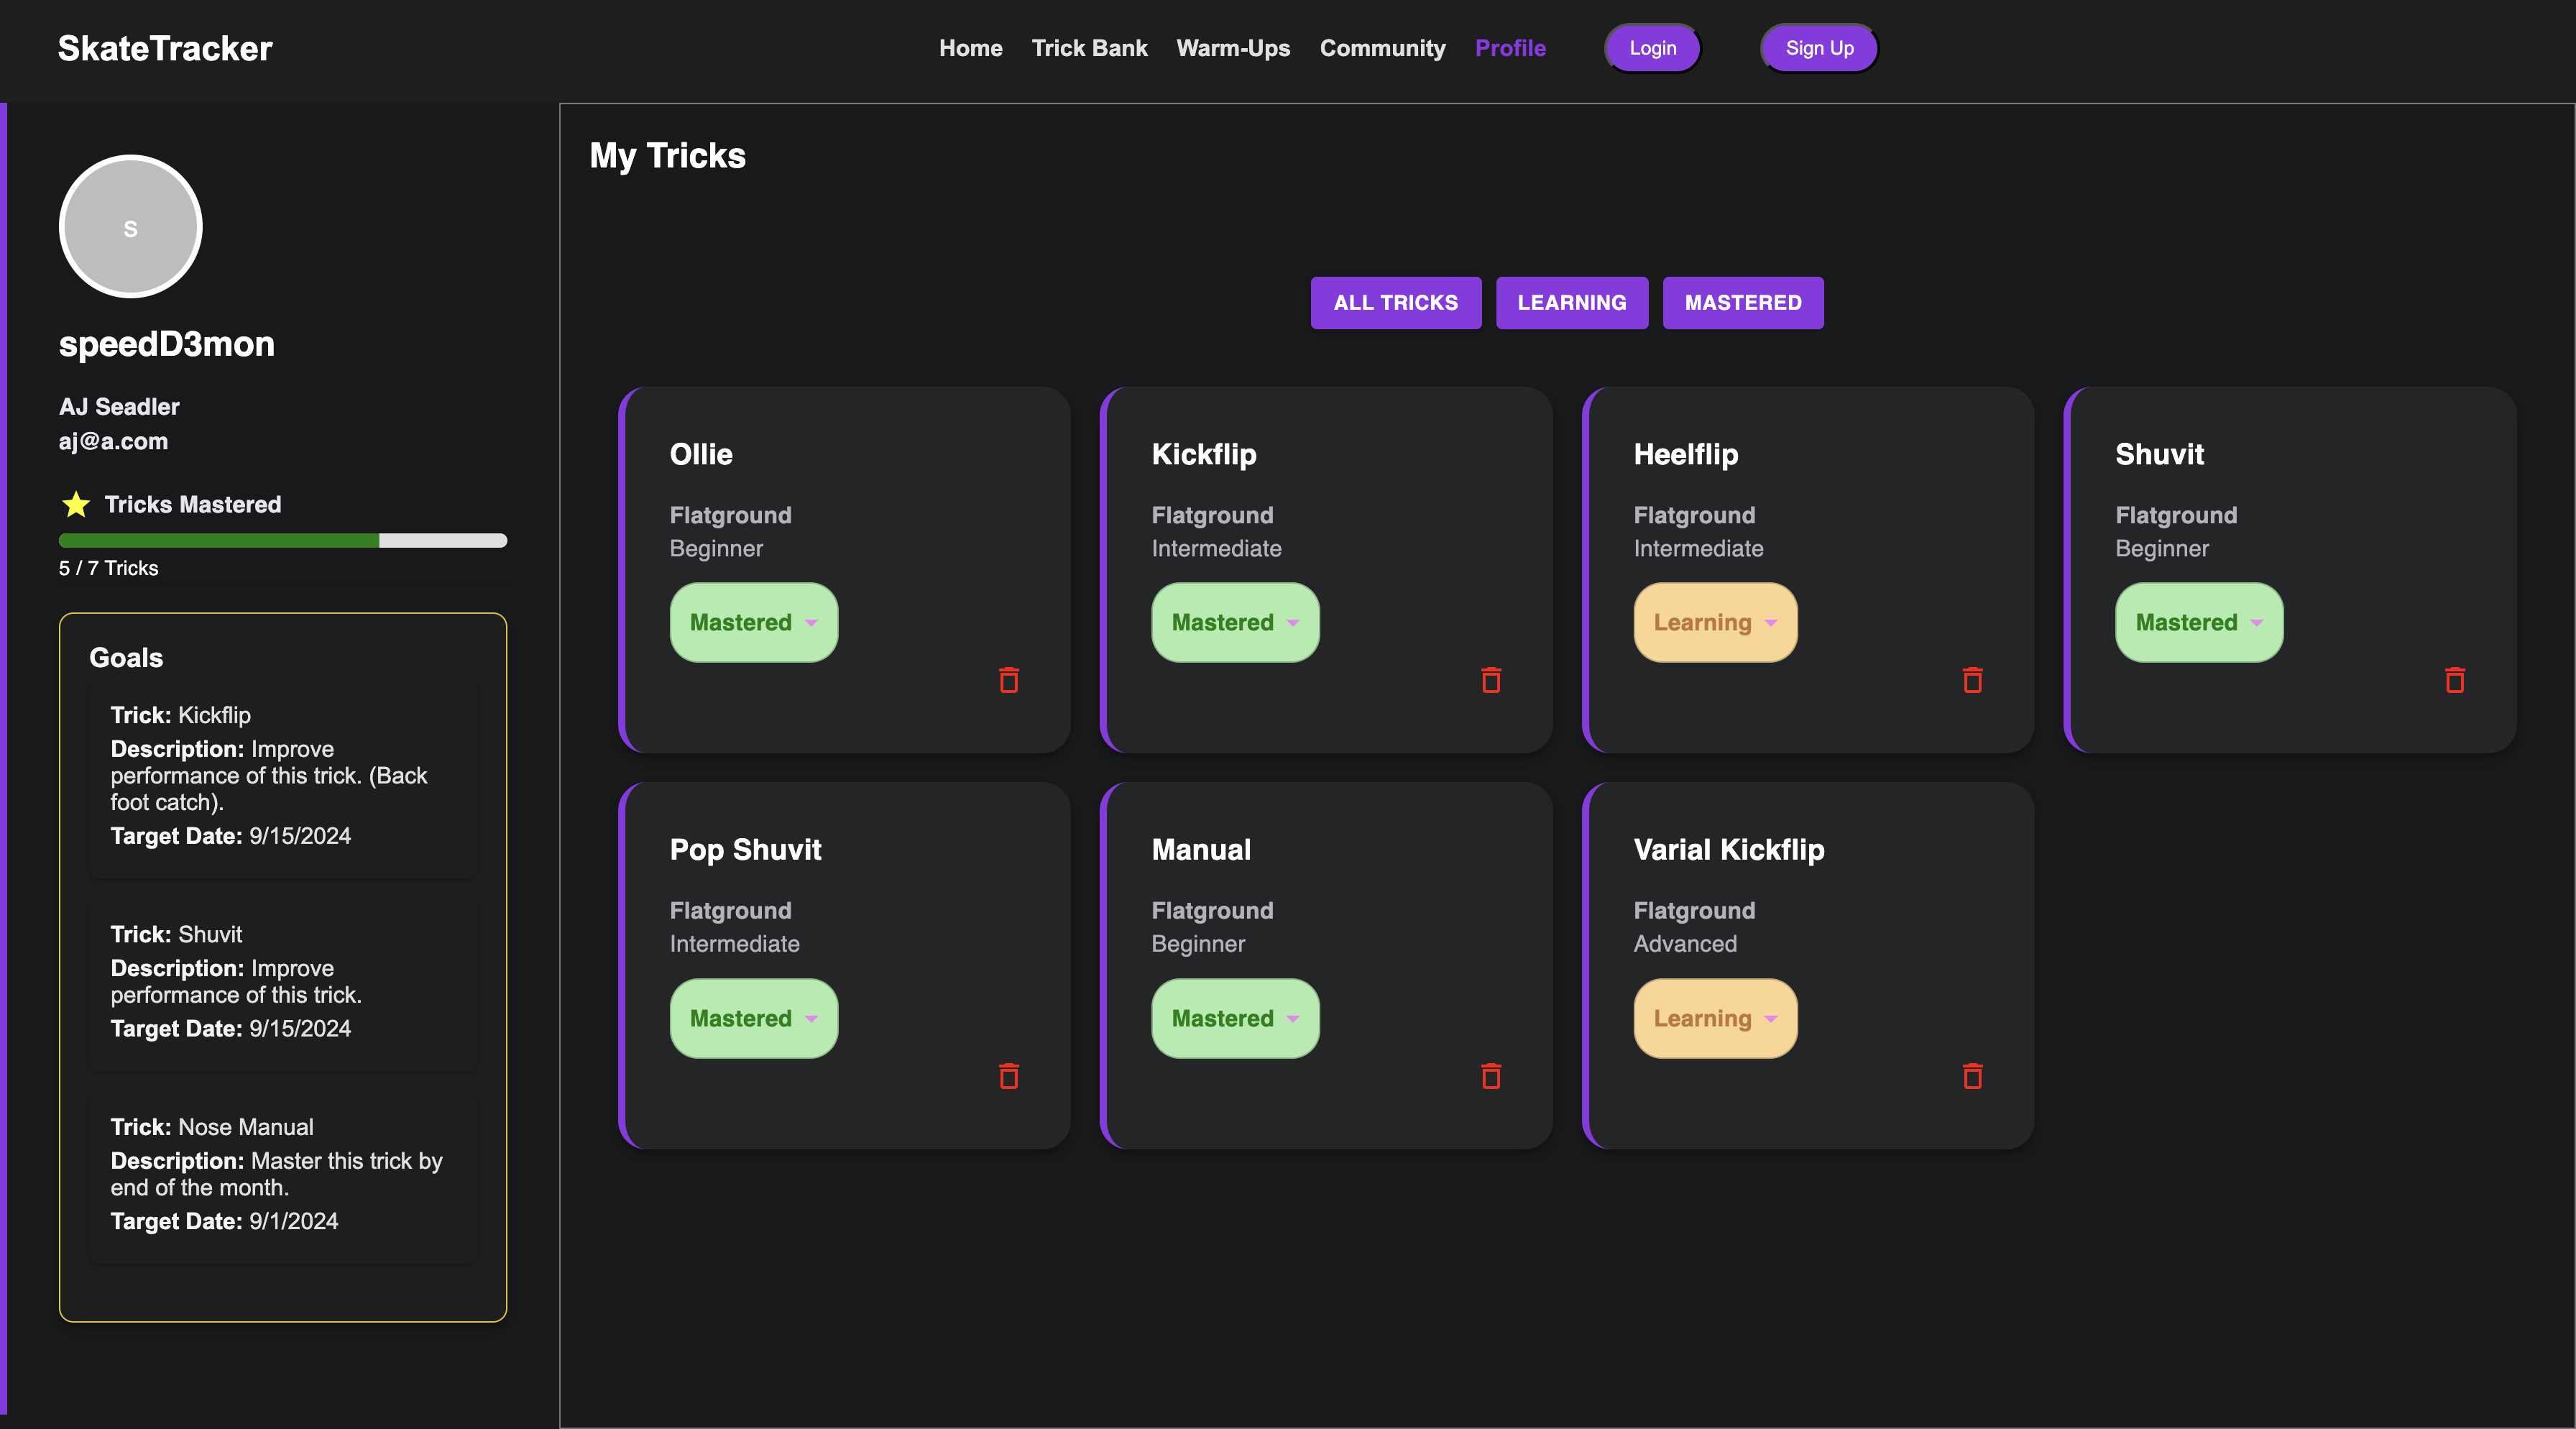 SkateTracker
Home Trick Bank Warm-Ups Community Profile Login Sign Up
S
speedD3mon
AJ Seadler
aj@a.com
Tricks Mastered
5 / 7 Tricks
Goals
Trick: Kickflip
Description: Improve
performance of this trick. (Back
foot catch).
Target Date: 9/15/2024
Trick: Shuvit
Description: Improve
performance of this trick.
Target Date: 9/15/2024
Trick: Nose Manual
Description: Master this trick by
end of the month.
Target Date: 9/1/2024
My Tricks
ALL TRICKS LEARNING MASTERED
Ollie
Flatground
Beginner
Mastered
Kickflip
Flatground
Intermediate
Mastered
Heelflip
Flatground
Intermediate
Learning
Shuvit
Flatground
Beginner
Mastered
Pop Shuvit
Flatground
Intermediate
Mastered
Manual
Flatground
Beginner
Mastered
Varial Kickflip
Flatground
Advanced
Learning